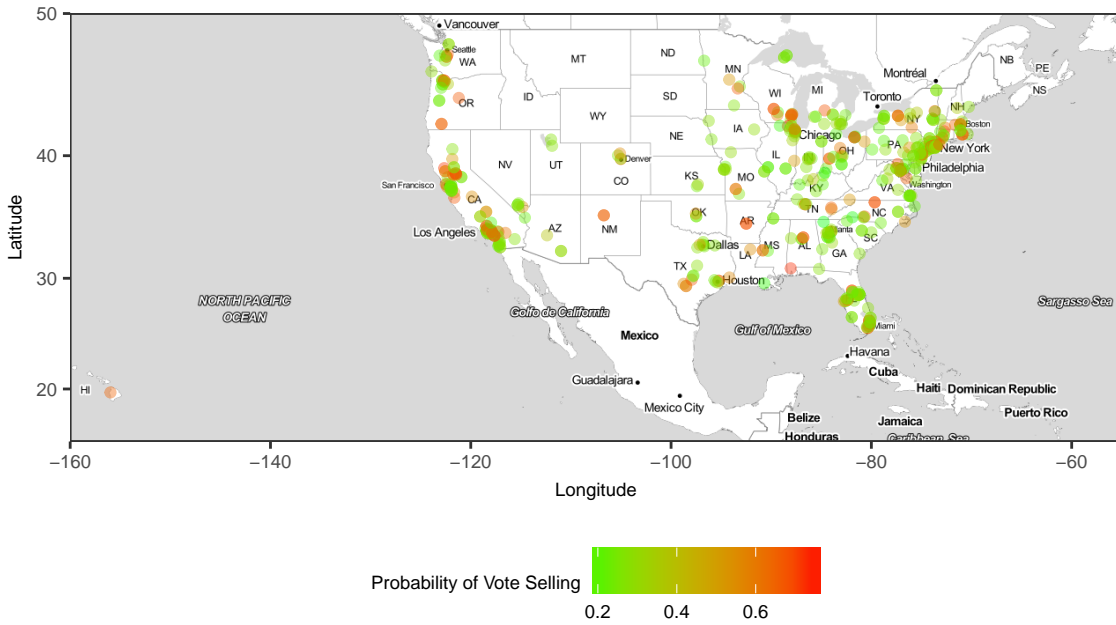 50
Vancouver
Seattle
WA
MT
ND
MN
Montréal
NB
PE
NS
OR
ID
SD
WI
MI
Toronto
NH
WY
NY
Boston
NE
IA
Chicago
40
NV
UT
Denver
CO
IL
OH
PA
New York
Philadelphia
San Francisco
CA
KS
MO
KY
VA
Washington
Los Angeles
AZ
NM
OK
AR
TN
NC
SC
Dallas
MS
AL
GA
LA
TX
Houston
30
NORTH PACIFIC
OCEAN
Golfo de California
Mexico
Gulf of Mexico
Miami
Sargasso Sea
Havana
Cuba
20
HI
Guadalajara
Mexico City
Haiti
Dominican Republic
Puerto Rico
Belize
Jamaica
Honduras
Caribbean Sea
−160
−140
−120
−100
−80
−60
Latitude
Longitude
Probability of Vote Selling
0.2
0.4
0.6